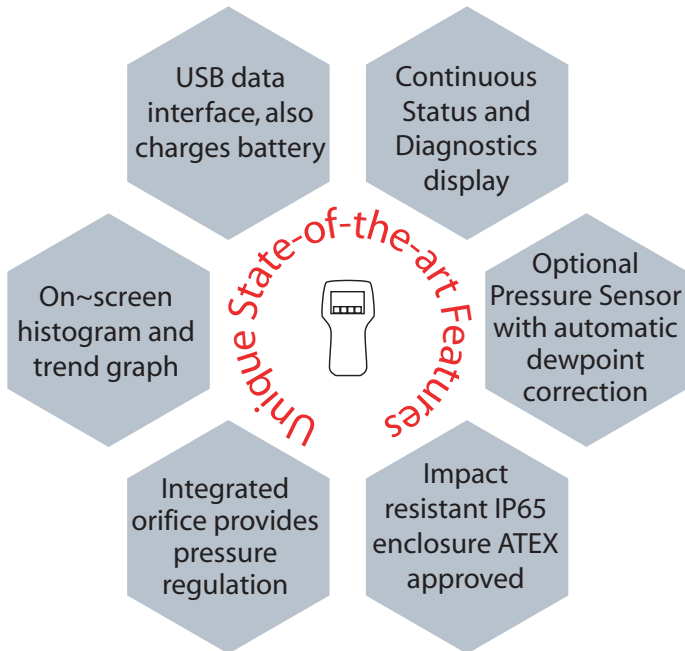 USB data
interface, also
charges battery
Continuous
Status and
Diagnostics
display
On~screen
histogram and
trend graph
Unique State-of-the-art Features
Optional
Pressure Sensor
with automatic
dewpoint
correction
Integrated
orifice provides
pressure
regulation
Impact
resistant IP65
enclosure ATEX
approved